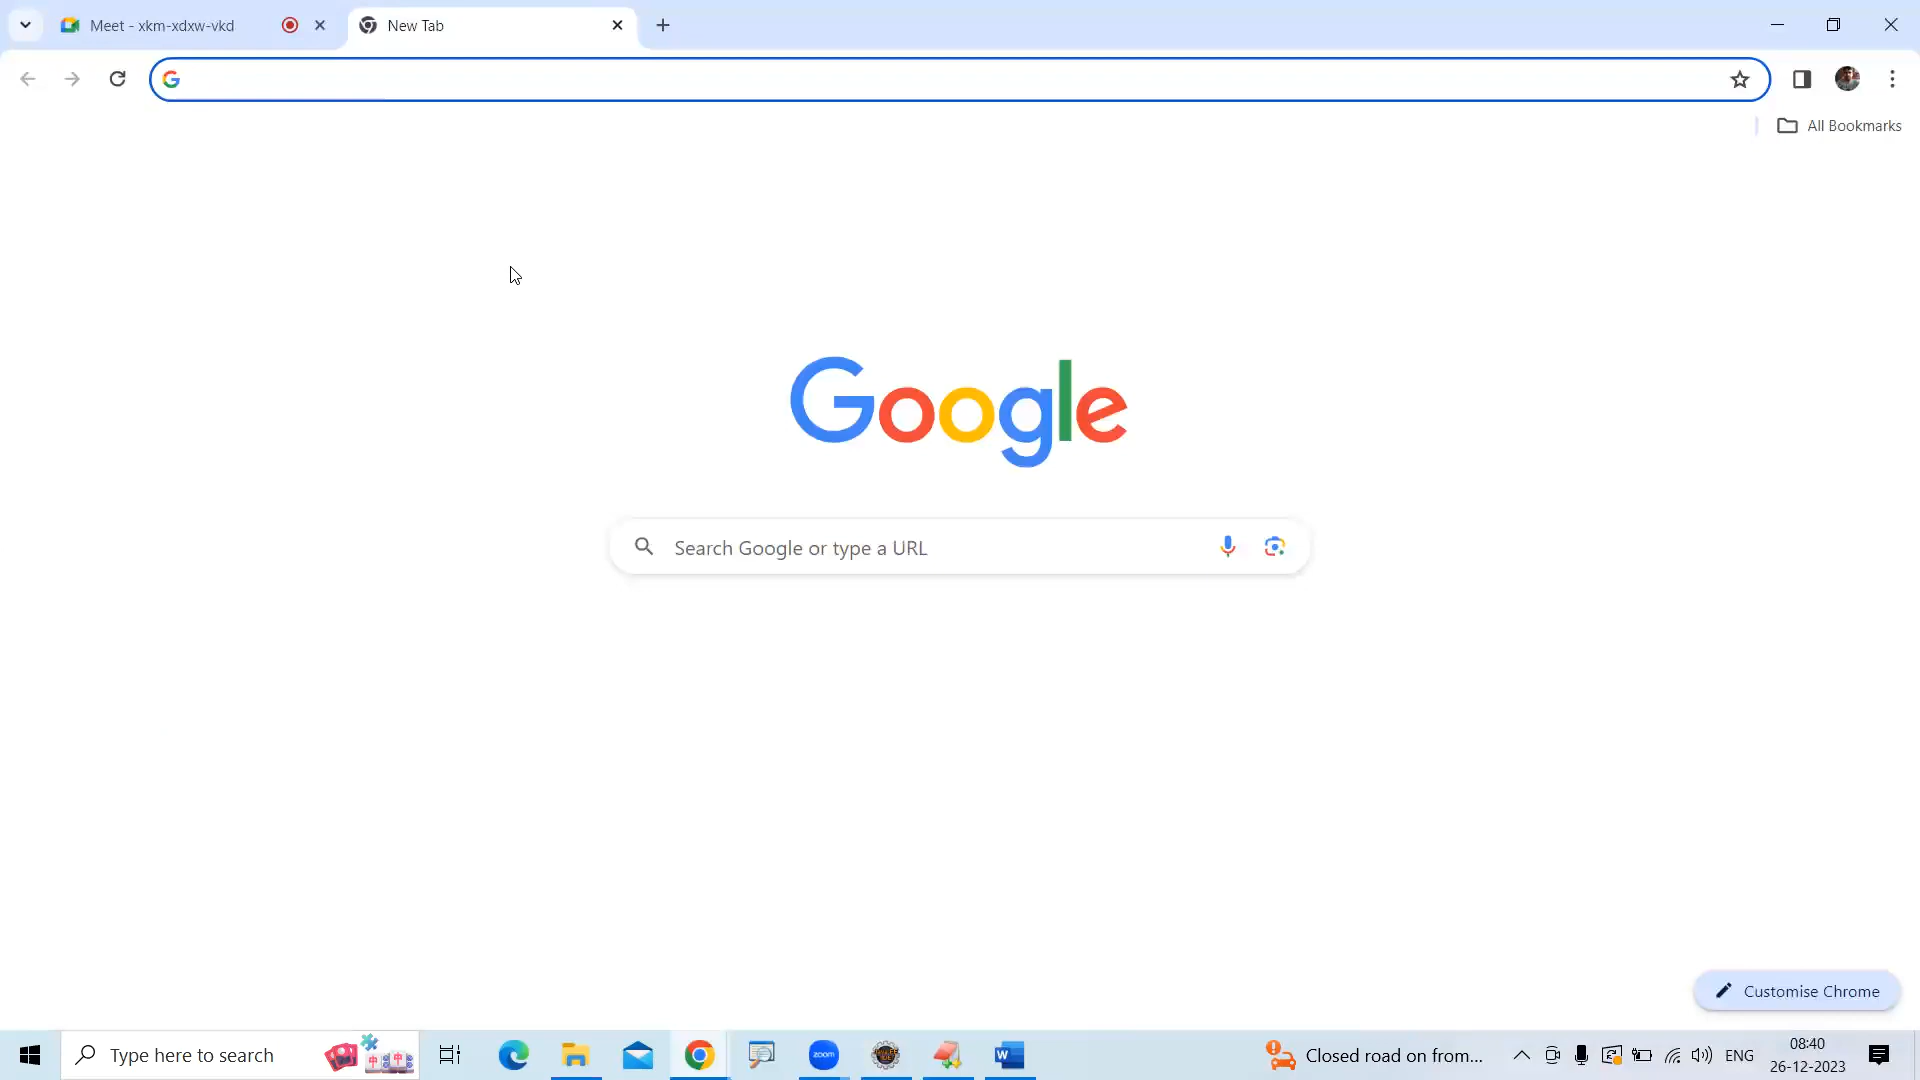 Meet - xkm-xdxw-vkd
New Tab
All Bookmarks
Google
Search Google or type a URL
Customise Chrome
Type here to search
zoom
W
Closed road on from...
ENG
08:40
26-12-2023